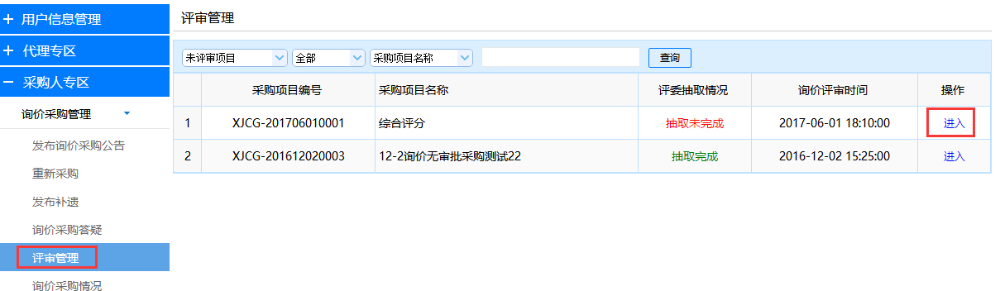 用户信息管理
代理专区
采购人专区
询价采购管理
发布询价采购公告
重新采购
发布补遗
询价采购答疑
评审管理
询价采购情况
评审管理
未评审项目 全部 采购项目名称 查询
采购项目编号 采购项目名称 评委抽取情况 询价评审时间 操作
1 XJCG-201706010001 综合评分 抽取未完成 2017-06-01 18:10:00 进入
2 XJCG-201612020003 12-2询价无审批采购测试22 抽取完成 2016-12-02 15:25:00 进入